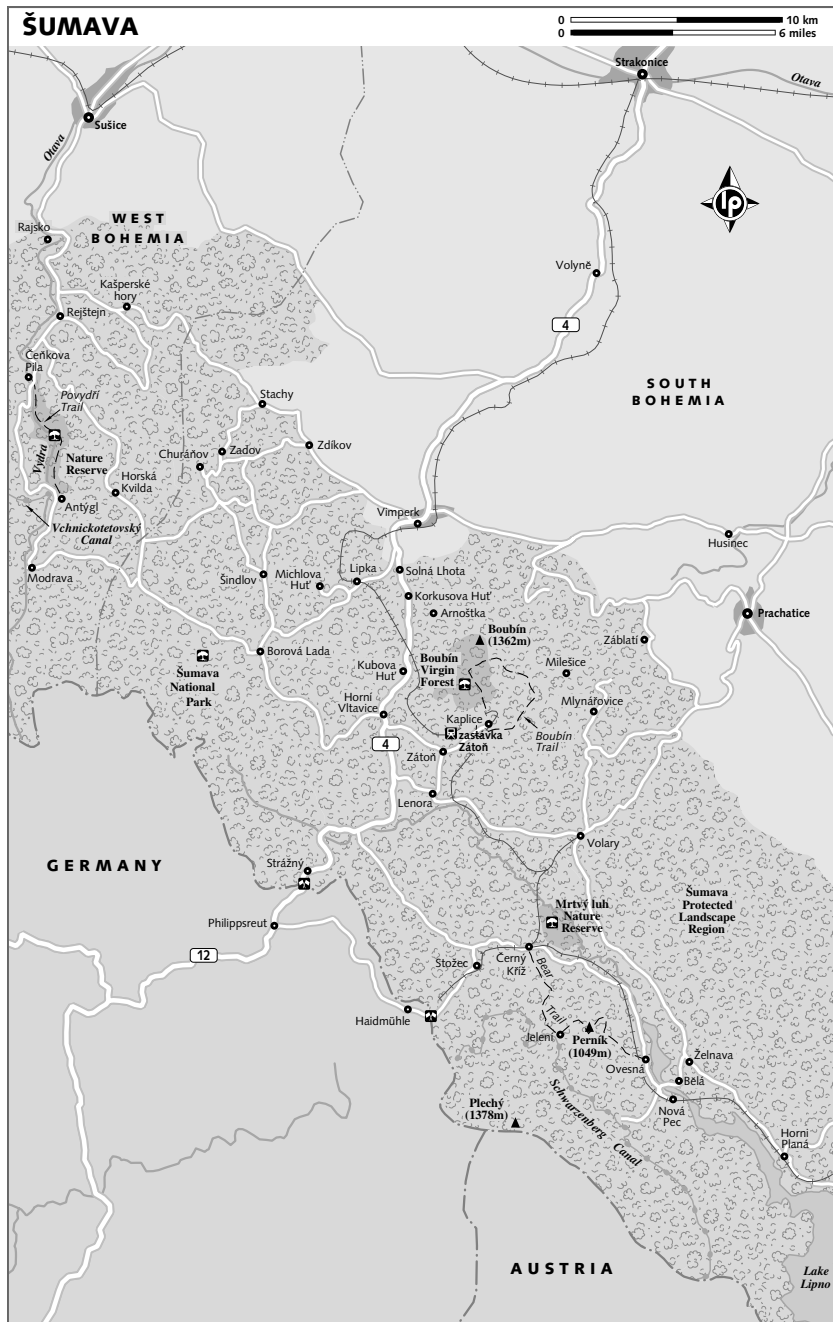 ŠUMAVA
0 10 km
0 6 miles
Strakonice
Otava
Sušice
Otava
lp
WEST
BOHEMIA
Rajsko
Volyně
Kašperské
hory
Rejštejn
4
Čeňkova
Pila
SOUTH
BOHEMIA
Povydří
Trail
Stachy
Vydra
Nature
Reserve
Zadov
Zdíkov
Churáňov
Horská
Kvilda
Antýgl
Vchnickotetovský
Canal
Vimperk
Husinec
Modrava
Šindlov
Michlova
Huť
Lipka
Solná Lhota
Korkusova Huť
Arnoštka
Prachatice
Boubín
(1362m)
Záblatí
Borová Lada
Šumava
National
Park
Kubova
Huť
Boubín
Virgin
Forest
Milešice
Mlynářovice
Horní
Vltavice
Kaplice
Boubín
Trail
zastávka
Zátoň
4
Zátoň
Lenora
Volary
GERMANY
Strážný
Šumava
Protected
Landscape
Region
Mrtvý luh
Nature
Reserve
Philippsreut
12
Stožec
Černý
Kříž
Bear
Trail
Haidmühle
Jelení
Perník
(1049m)
Ovesná
Želnava
Bělá
Nová
Pec
Plechý
(1378m)
Schwarzenberg Canal
Horni
Planá
AUSTRIA
Lake
Lipno